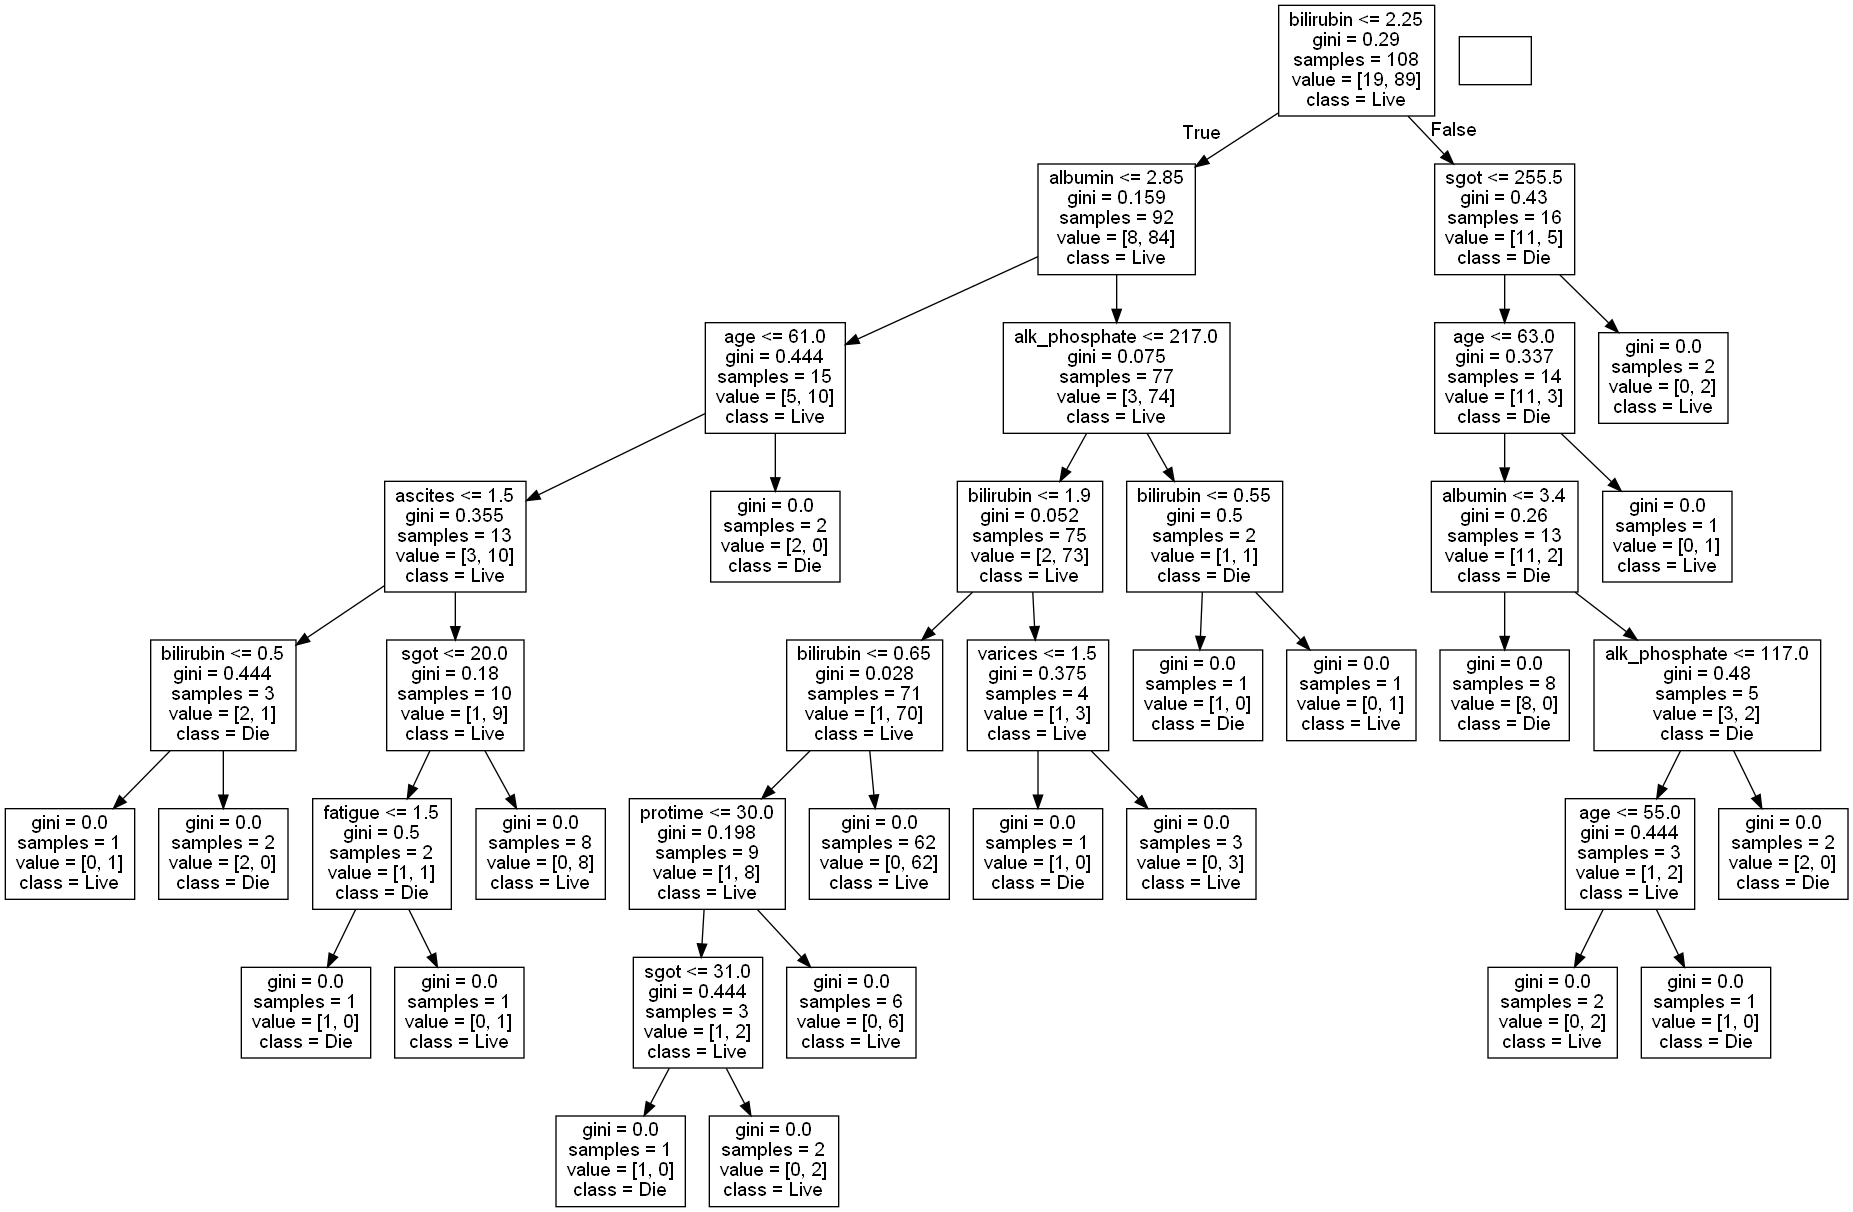 bilirubin <= 2.25
gini = 0.29
samples = 108
value = [19, 89]
class = Live
True
False
albumin <= 2.85
gini = 0.159
samples = 92
value = [8, 84]
class = Live
sgot <= 255.5
gini = 0.43
samples = 16
value = [11, 5]
class = Die
age <= 61.0
gini = 0.444
samples = 15
value = [5, 10]
class = Live
alk_phosphate <= 217.0
gini = 0.075
samples = 77
value = [3, 74]
class = Live
age <= 63.0
gini = 0.337
samples = 14
value = [11, 3]
class = Die
gini = 0.0
samples = 2
value = [0, 2]
class = Live
ascites <= 1.5
gini = 0.355
samples = 13
value = [3, 10]
class = Live
gini = 0.0
samples = 2
value = [2, 0]
class = Die
bilirubin <= 1.9
gini = 0.052
samples = 75
value = [2, 73]
class = Live
bilirubin <= 0.55
gini = 0.5
samples = 2
value = [1, 1]
class = Die
albumin <= 3.4
gini = 0.26
samples = 13
value = [11, 2]
class = Die
gini = 0.0
samples = 1
value = [0, 1]
class = Live
bilirubin <= 0.5
gini = 0.444
samples = 3
value = [2, 1]
class = Die
sgot <= 20.0
gini = 0.18
samples = 10
value = [1, 9]
class = Live
bilirubin <= 0.65
gini = 0.028
samples = 71
value = [1, 70]
class = Live
varices <= 1.5
gini = 0.375
samples = 4
value = [1, 3]
class = Live
gini = 0.0
samples = 1
value = [1, 0]
class = Die
gini = 0.0
samples = 1
value = [0, 1]
class = Live
gini = 0.0
samples = 8
value = [8, 0]
class = Die
alk_phosphate <= 117.0
gini = 0.48
samples = 5
value = [3, 2]
class = Die
gini = 0.0
samples = 1
value = [0, 1]
class = Live
gini = 0.0
samples = 2
value = [2, 0]
class = Die
fatigue <= 1.5
gini = 0.5
samples = 2
value = [1, 1]
class = Die
gini = 0.0
samples = 8
value = [0, 8]
class = Live
protime <= 30.0
gini = 0.198
samples = 9
value = [1, 8]
class = Live
gini = 0.0
samples = 62
value = [0, 62]
class = Live
gini = 0.0
samples = 1
value = [1, 0]
class = Die
gini = 0.0
samples = 3
value = [0, 3]
class = Live
age <= 55.0
gini = 0.444
samples = 3
value = [1, 2]
class = Live
gini = 0.0
samples = 2
value = [2, 0]
class = Die
gini = 0.0
samples = 1
value = [1, 0]
class = Die
gini = 0.0
samples = 1
value = [0, 1]
class = Live
sgot <= 31.0
gini = 0.444
samples = 3
value = [1, 2]
class = Live
gini = 0.0
samples = 6
value = [0, 6]
class = Live
gini = 0.0
samples = 2
value = [0, 2]
class = Live
gini = 0.0
samples = 1
value = [1, 0]
class = Die
gini = 0.0
samples = 1
value = [1, 0]
class = Die
gini = 0.0
samples = 2
value = [0, 2]
class = Live